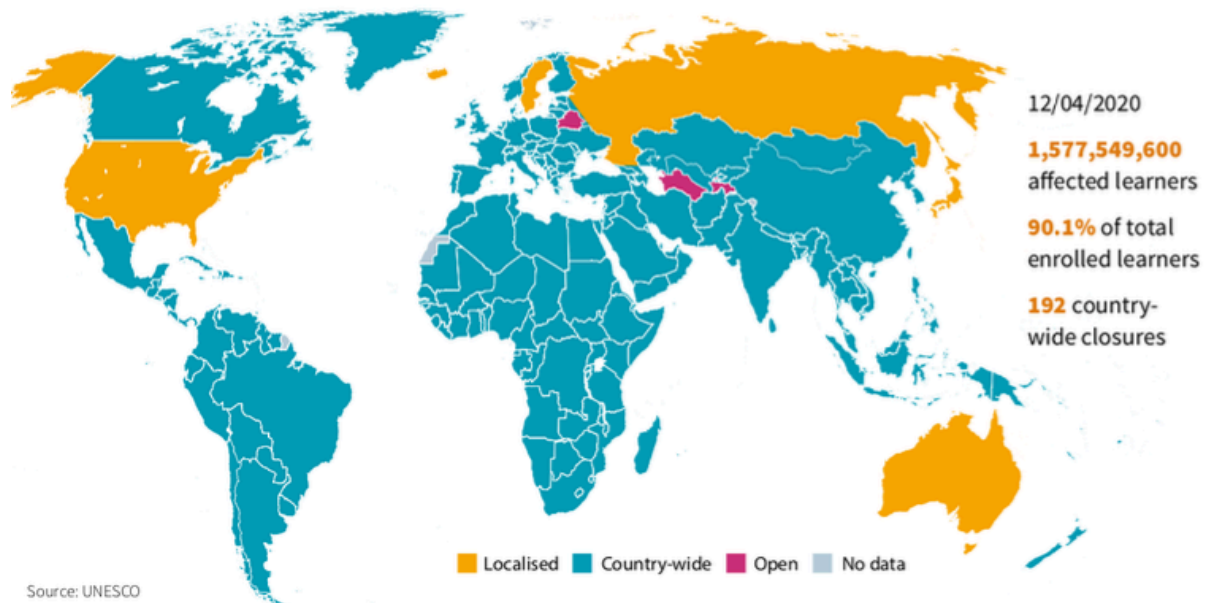 12/04/2020
1,577,549,600
affected learners
90.1% of total
enrolled learners
192 country-
wide closures
Localised
Country-wide
Open
No data
Source: UNESCO